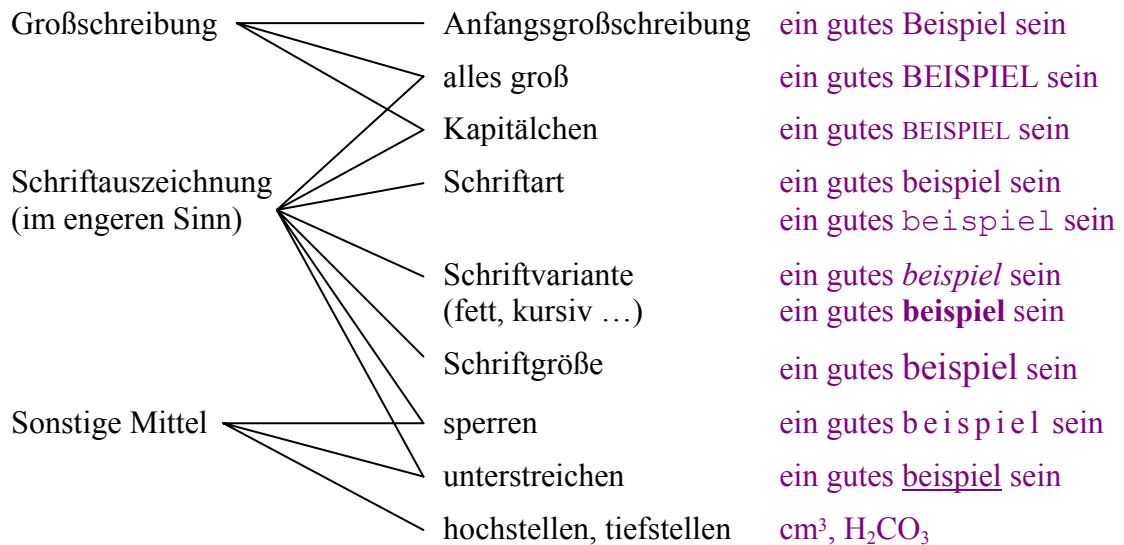 Großschreibung Anfangsgroßschreibung ein gutes Beispiel sein
alles groß ein gutes BEISPIEL sein
Kapitälchen ein gutes BEISPIEL sein
Schriftauszeichnung Schriftart ein gutes beispiel sein
(im engeren Sinn) ein gutes beispiel sein
Schriftvariante ein gutes beispiel sein
(fett, kursiv …) ein gutes beispiel sein
Schriftgröße ein gutes beispiel sein
Sonstige Mittel sperren ein gutes b e i s p i e l sein
unterstreichen ein gutes beispiel sein
hochstellen, tiefstellen cm³, H₂CO₃